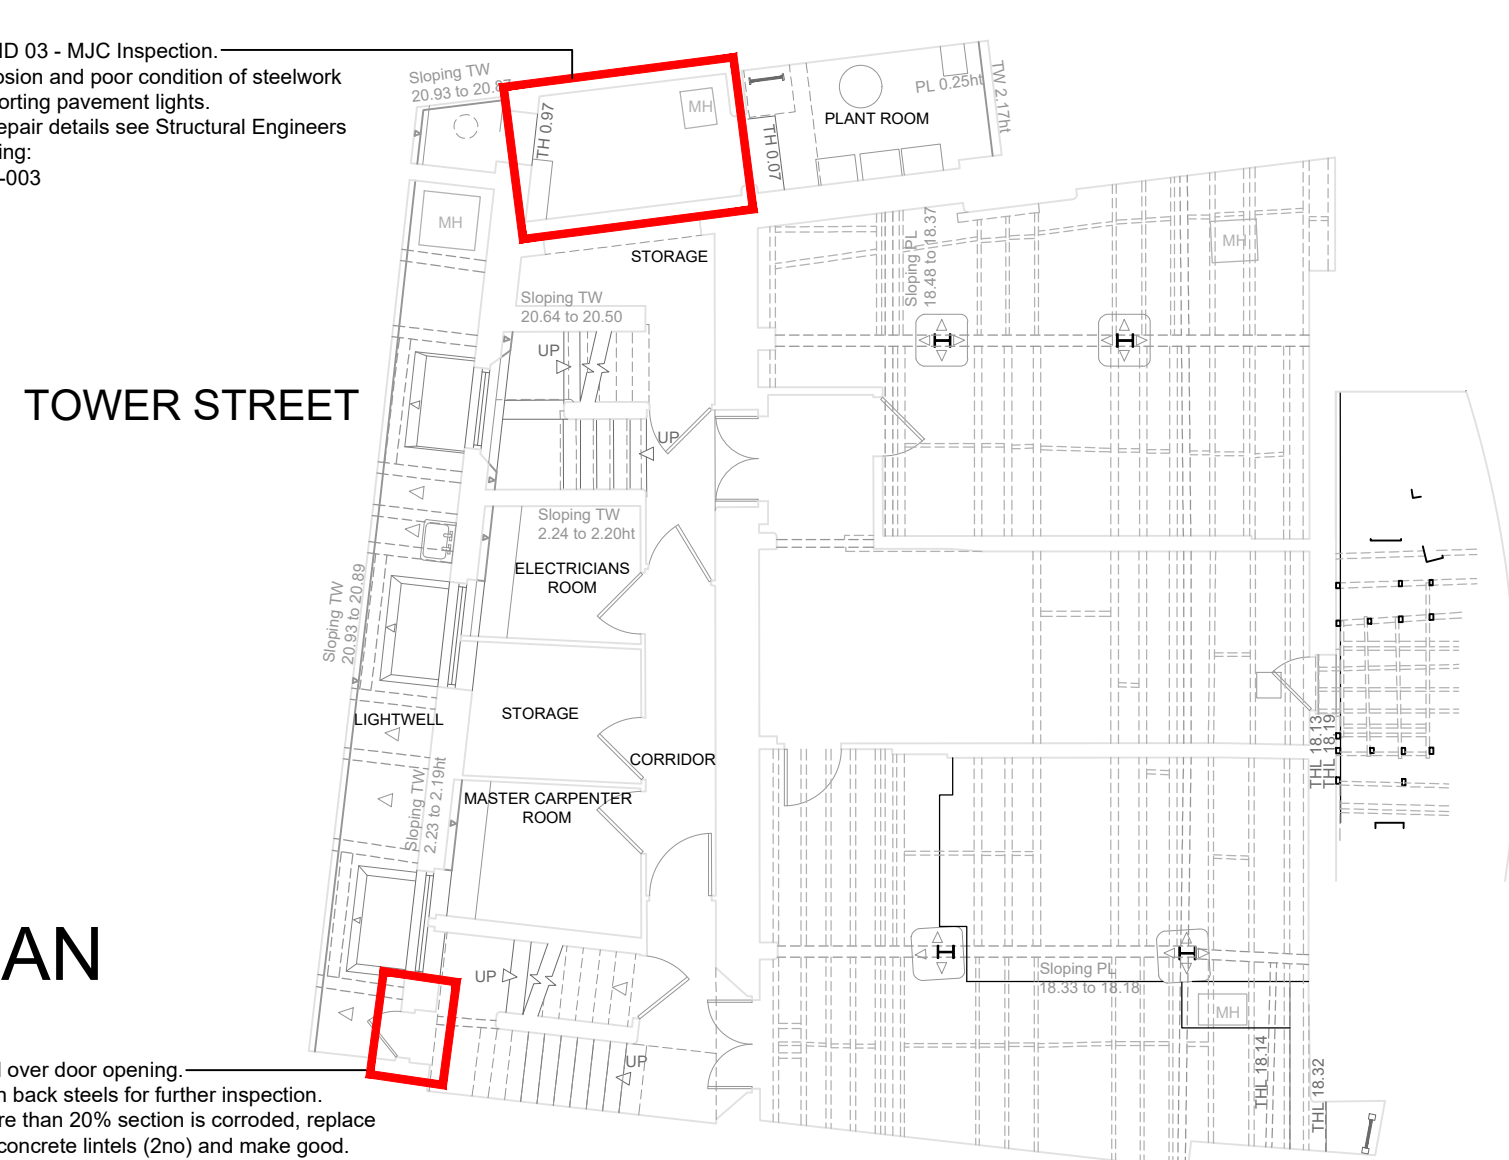 ID 03 - MJC Inspection.
osion and poor condition of steelwork
orting pavement lights.
epair details see Structural Engineers
ing:
-003
Sloping TW
20.93 to 20.87
TH 0.97
MH
TH 0.07
PLANT ROOM
PL 0.25ht
TW 2.17ht
MH
STORAGE
Sloping TW
20.64 to 20.50
UP
UP
Sloping PL
18.48 to 18.37
MH
TOWER STREET
Sloping TW
2.24 to 2.20ht
ELECTRICIANS
ROOM
Sloping TW
20.93 to 20.89
STORAGE
LIGHTWELL
CORRIDOR
Sloping TW
2.23 to 2.19ht
MASTER CARPENTER
ROOM
THL 18.13
THL 18.19
AN
UP
UP
Sloping PL
18.33 to 18.18
MH
THL 18.14
THL 18.32
l over door opening.
n back steels for further inspection.
re than 20% section is corroded, replace
concrete lintels (2no) and make good.